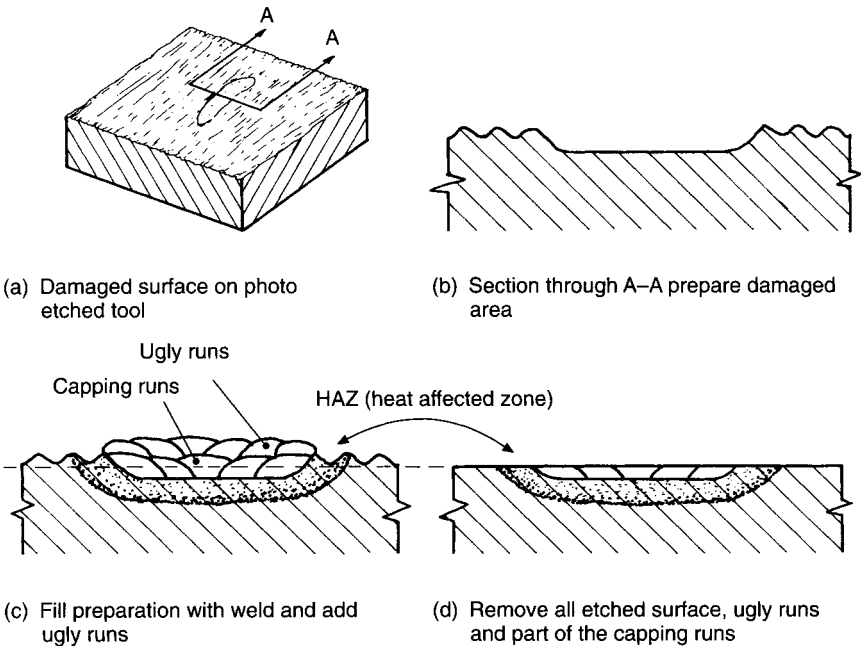 A
A
(a) Damaged surface on photo
etched tool
(b) Section through A–A prepare damaged
area
Ugly runs
Capping runs
HAZ (heat affected zone)
(c) Fill preparation with weld and add
ugly runs
(d) Remove all etched surface, ugly runs
and part of the capping runs